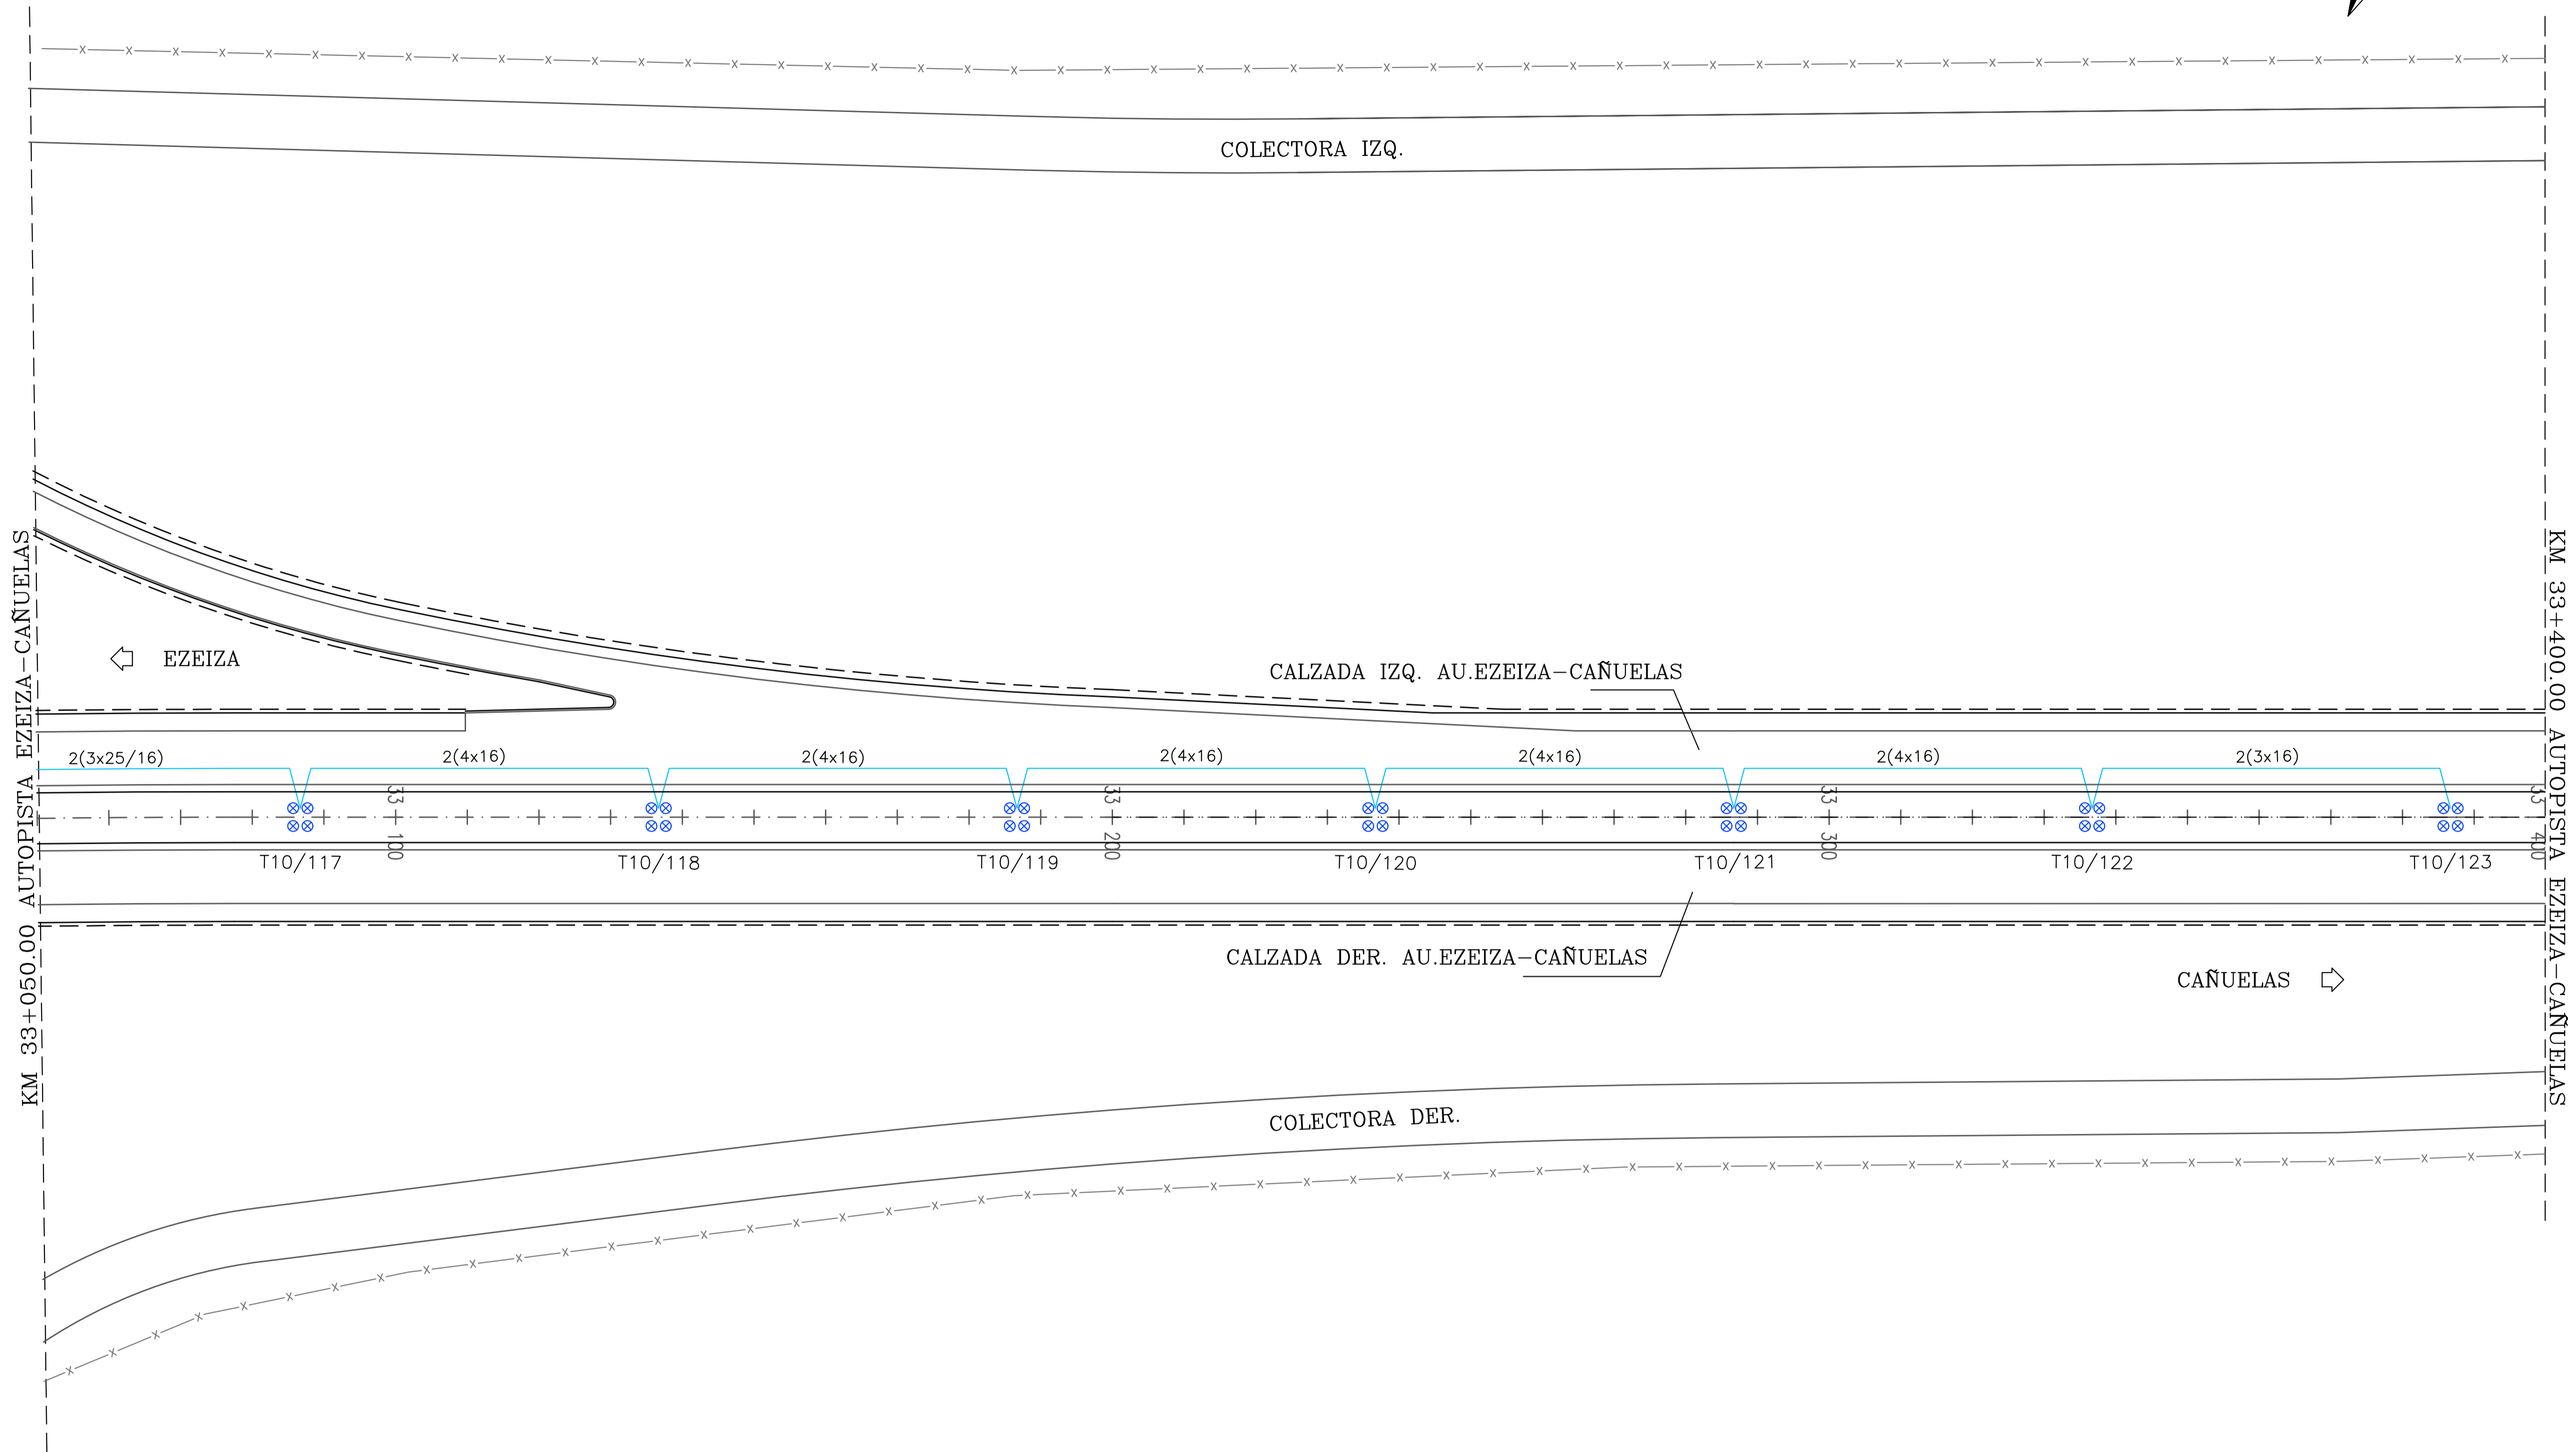 COLECTORA IZQ.
KM 33+050.00 AUTOPISTA EZEIZA-CAÑUELAS
KM 33+400.00 AUTOPISTA EZEIZA-CAÑUELAS
EZEIZA
CALZADA IZQ. AU.EZEIZA-CAÑUELAS
2(3x25/16)
2(4x16)
2(4x16)
2(4x16)
2(4x16)
2(4x16)
2(3x16)
33 100
33 200
33 300
33 400
T10/117
T10/118
T10/119
T10/120
T10/121
T10/122
T10/123
CALZADA DER. AU.EZEIZA-CAÑUELAS
CAÑUELAS
COLECTORA DER.